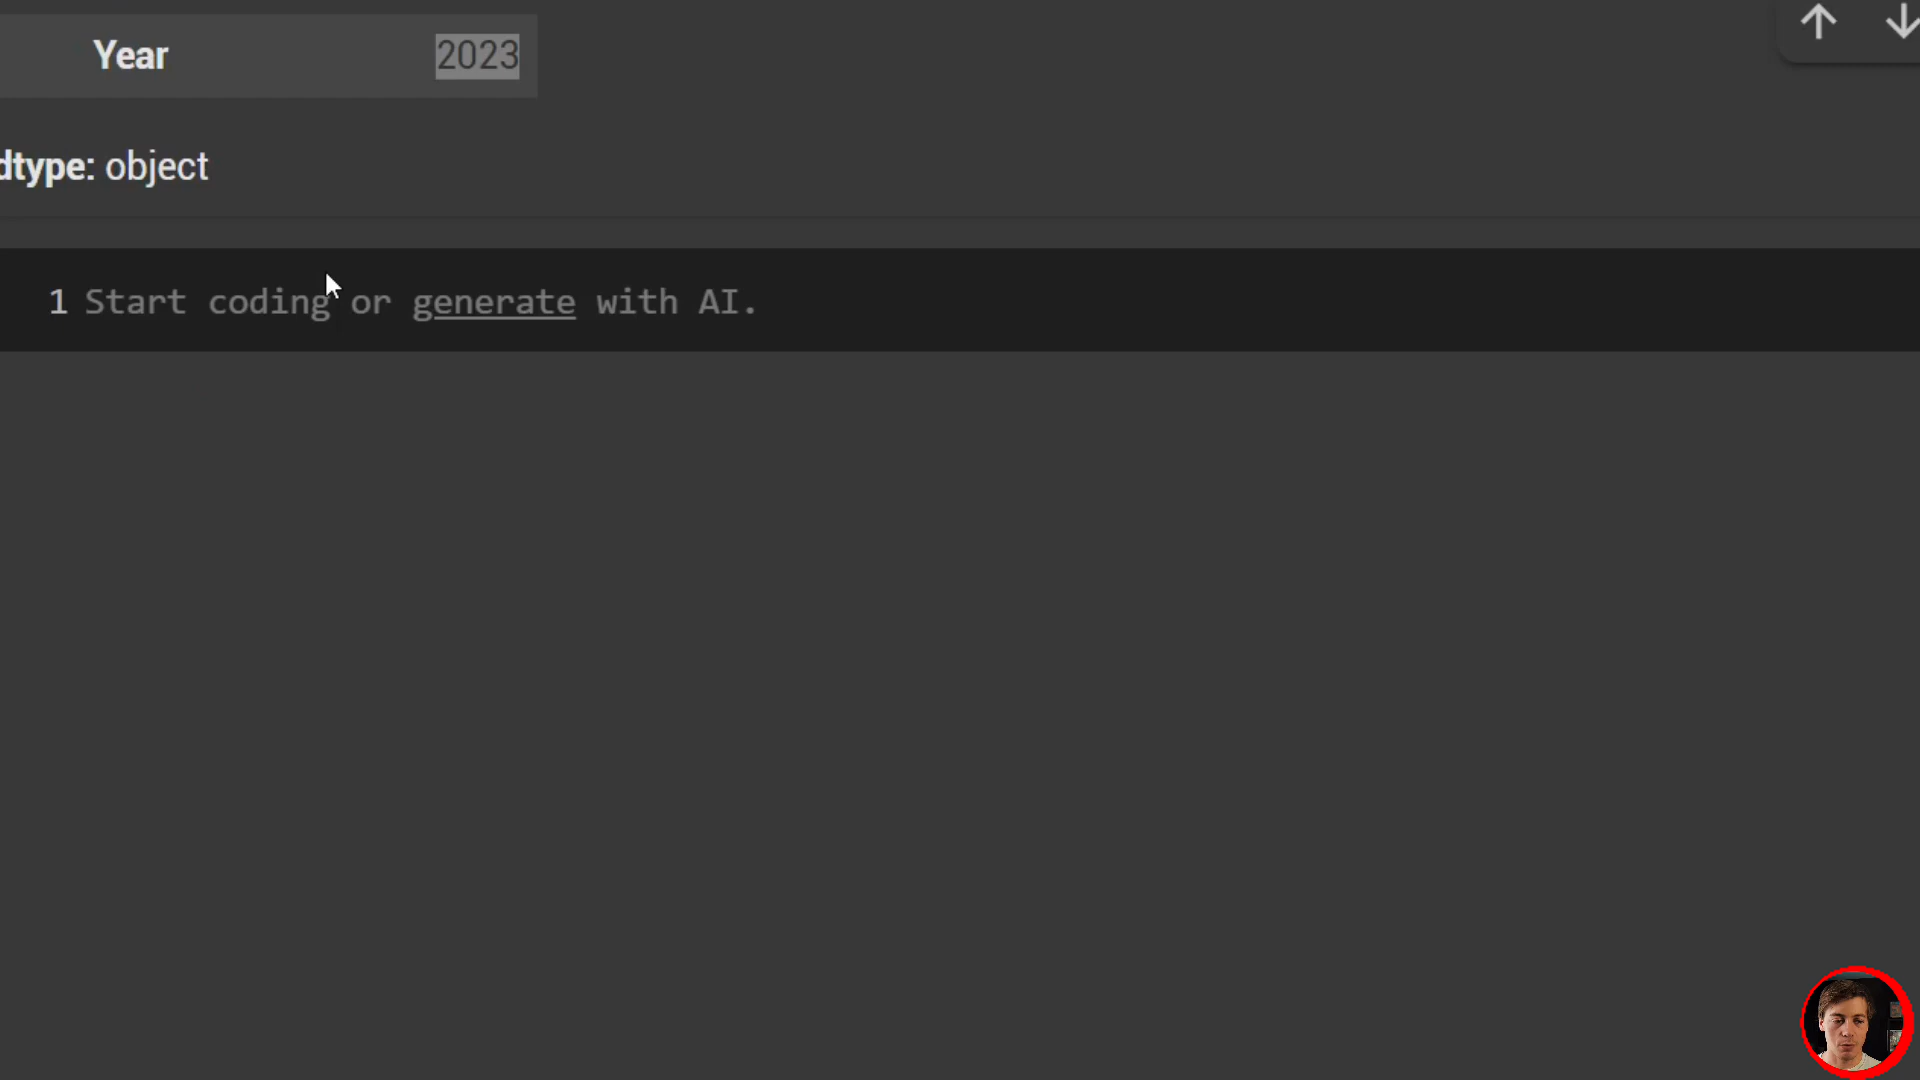 Year 2023
dtype: object
1 Start coding or generate with AI.